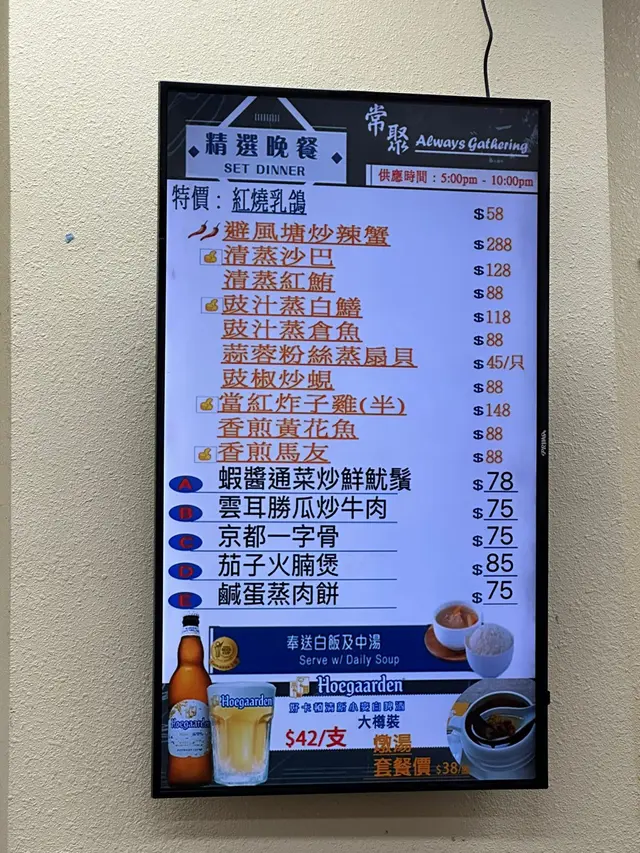 精選晚餐
SET DINNER
常聚 Always Gathering
供應時間：5:00pm - 10:00pm
特價：紅燒乳鴿 $58
避風塘炒辣蟹 $288
清蒸沙巴 $128
清蒸紅鮪 $88
豉汁蒸白鱔 $118
豉汁蒸倉魚 $88
蒜蓉粉絲蒸扇貝 $45/只
豉椒炒蜆 $88
當紅炸子雞(半) $148
香煎黃花魚 $88
香煎馬友 $88
A 蝦醬通菜炒鮮魷鬚 $78
B 雲耳勝瓜炒牛肉 $75
C 京都一字骨 $75
D 茄子火腩煲 $85
E 鹹蛋蒸肉餅 $75
奉送白飯及中湯
Serve w/ Daily Soup
Hoegaarden
大樽裝
$42/支
Hoegaarden
Hoegaarden
燉湯
套餐價 $38/